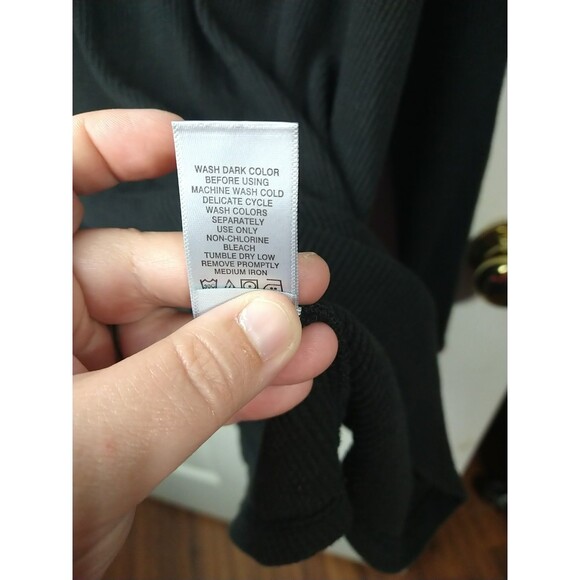 WASH DARK COLOR
BEFORE USING
MACHINE WASH COLD
DELICATE CYCLE
WASH COLORS
SEPARATELY
USE ONLY
NON-CHLORINE
BLEACH
TUMBLE DRY LOW
REMOVE PROMPTLY
MEDIUM IRON